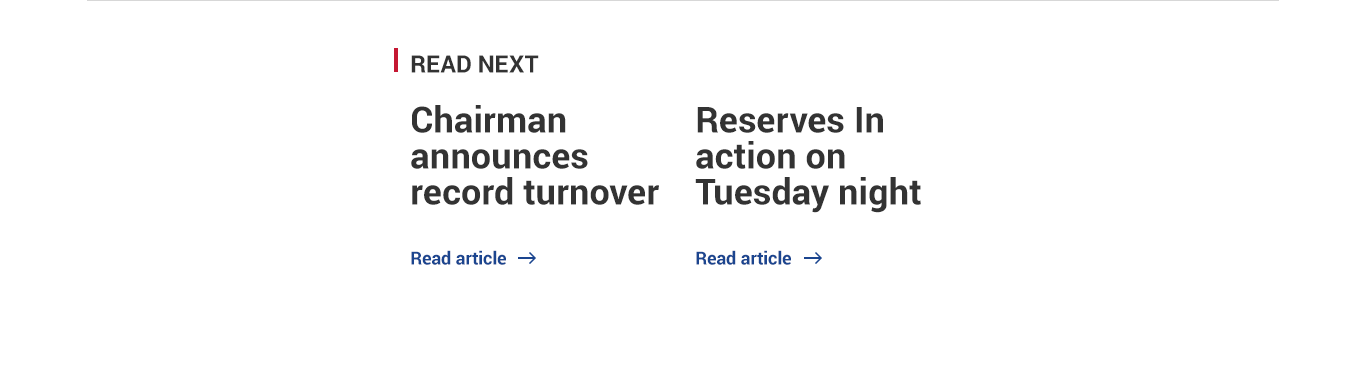 READ NEXT
Chairman
announces
record turnover
Read article
Reserves In
action on
Tuesday night
Read article